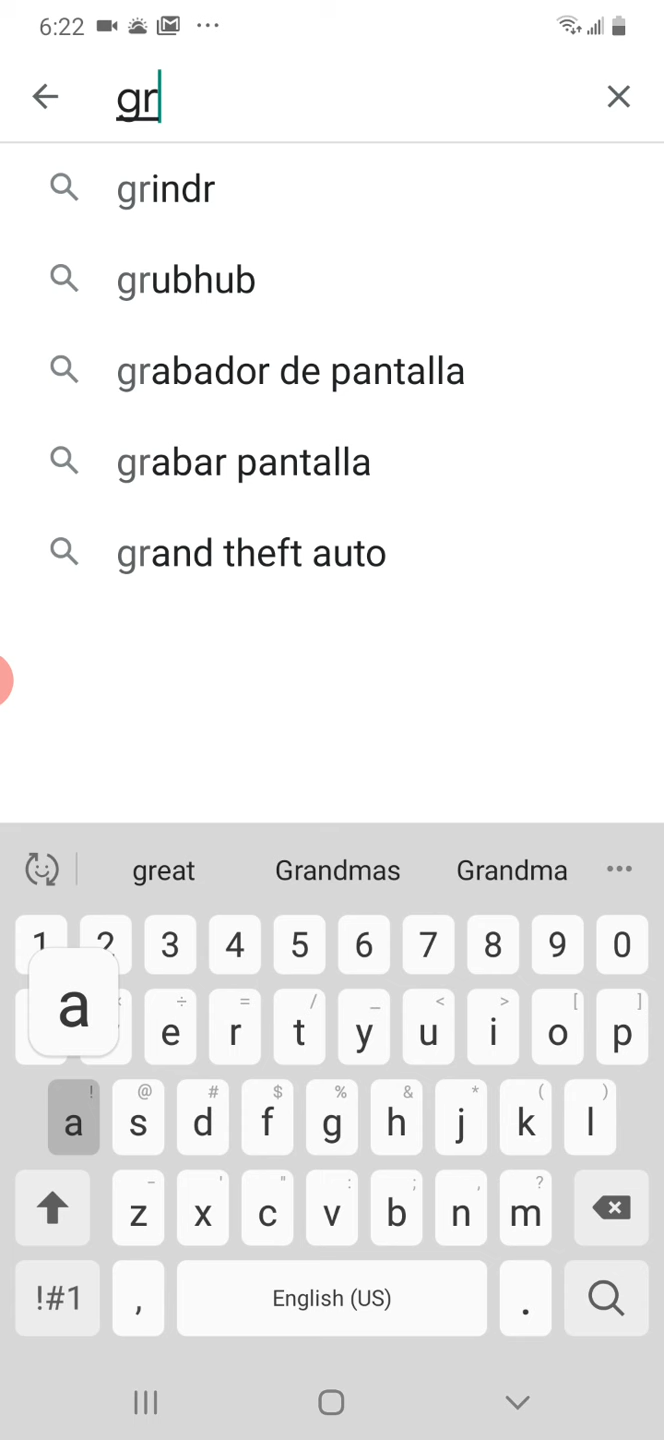 6:22
gr
grindr
grubhub
grabador de pantalla
grabar pantalla
grand theft auto
great Grandmas Grandma
1 2 3 4 5 6 7 8 9 0
a
e r t y u i o p
÷ = / _ < > [ ]
! @ # $ % & * ( )
a s d f g h j k l
- ' " : ; , ?
z x c v b n m
!#1 , English (US) .